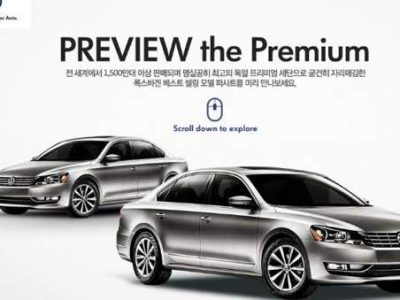 Das Auto.
PREVIEW the Premium
전 세계에서 1,500만대 이상 판매되며 명실공히 최고의 독일 프리미엄 세단으로 굳건히 자리매김한
폭스바겐 베스트 셀링 모델 파사트를 미리 만나보세요.
Scroll down to explore